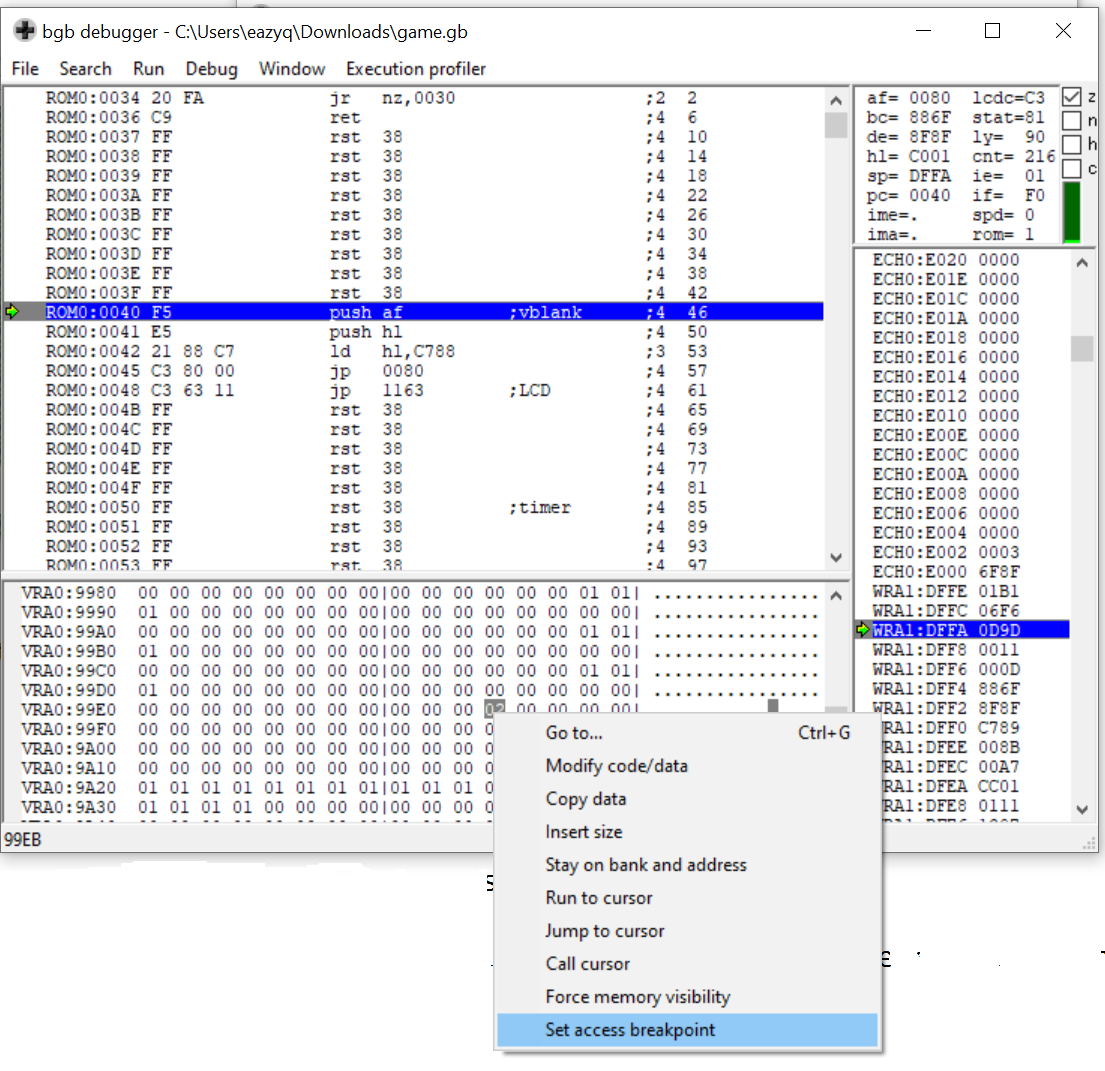 bgb debugger - C:\Users\eazyq\Downloads\game.gb
File Search Run Debug Window Execution profiler
ROM0:0034 20 FA jr nz,0030 ;2 2
ROM0:0036 C9 ret ;4 6
ROM0:0037 FF rst 38 ;4 10
ROM0:0038 FF rst 38 ;4 14
ROM0:0039 FF rst 38 ;4 18
ROM0:003A FF rst 38 ;4 22
ROM0:003B FF rst 38 ;4 26
ROM0:003C FF rst 38 ;4 30
ROM0:003D FF rst 38 ;4 34
ROM0:003E FF rst 38 ;4 38
ROM0:003F FF rst 38 ;4 42
ROM0:0040 F5 push af ;vblank ;4 46
ROM0:0041 E5 push hl ;4 50
ROM0:0042 21 88 C7 ld hl,C788 ;3 53
ROM0:0045 C3 80 00 jp 0080 ;4 57
ROM0:0048 C3 63 11 jp 1163 ;LCD ;4 61
ROM0:004B FF rst 38 ;4 65
ROM0:004C FF rst 38 ;4 69
ROM0:004D FF rst 38 ;4 73
ROM0:004E FF rst 38 ;4 77
ROM0:004F FF rst 38 ;4 81
ROM0:0050 FF rst 38 ;timer ;4 85
ROM0:0051 FF rst 38 ;4 89
ROM0:0052 FF rst 38 ;4 93
ROM0:0053 FF rst 38 ;4 97
af= 0080 lcdc=C3 z
bc= 886F stat=81 n
de= 8F8F ly= 90
hl= C001 cnt= 216 h
sp= DFFA ie= 01 c
pc= 0040 if= F0
ime=. spd= 0
ima=. rom= 1
ECH0:E020 0000
ECH0:E01E 0000
ECH0:E01C 0000
ECH0:E01A 0000
ECH0:E018 0000
ECH0:E016 0000
ECH0:E014 0000
ECH0:E012 0000
ECH0:E010 0000
ECH0:E00E 0000
ECH0:E00C 0000
ECH0:E00A 0000
ECH0:E008 0000
ECH0:E006 0000
ECH0:E004 0000
ECH0:E002 0003
ECH0:E000 6F8F
WRA1:DFFE 01B1
WRA1:DFFC 06F6
WRA1:DFFA 0D9D
WRA1:DFF8 0011
WRA1:DFF6 000D
WRA1:DFF4 886F
WRA1:DFF2 8F8F
RA1:DFF0 C789
RA1:DFEE 008B
RA1:DFEC 00A7
RA1:DFEA CC01
RA1:DFE8 0111
VRA0:9980 00 00 00 00 00 00 00 00|00 00 00 00 00 00 01 01| ................
VRA0:9990 01 00 00 00 00 00 00 00|00 00 00 00 00 00 00 00| ................
VRA0:99A0 00 00 00 00 00 00 00 00|00 00 00 00 00 00 01 01| ................
VRA0:99B0 01 00 00 00 00 00 00 00|00 00 00 00 00 00 00 00| ................
VRA0:99C0 00 00 00 00 00 00 00 00|00 00 00 00 00 00 01 01| ................
VRA0:99D0 01 00 00 00 00 00 00 00|00 00 00 00 00 00 00 00| ................
VRA0:99E0 00 00 00 00 00 00 00 00|00 00 00 02 00 00 00 00|
VRA0:99F0 00 00 00 00 00 00 00 00|00 00 00 0
VRA0:9A00 00 00 00 00 00 00 00 00|00 00 00 0
VRA0:9A10 00 00 00 00 00 00 00 00|00 00 00 0
VRA0:9A20 01 01 01 01 01 01 01 01|01 01 01 0
VRA0:9A30 01 01 01 01 00 00 00 00|00 00 00 0
99EB
Go to... Ctrl+G
Modify code/data
Copy data
Insert size
Stay on bank and address
Run to cursor
Jump to cursor
Call cursor
Force memory visibility
Set access breakpoint